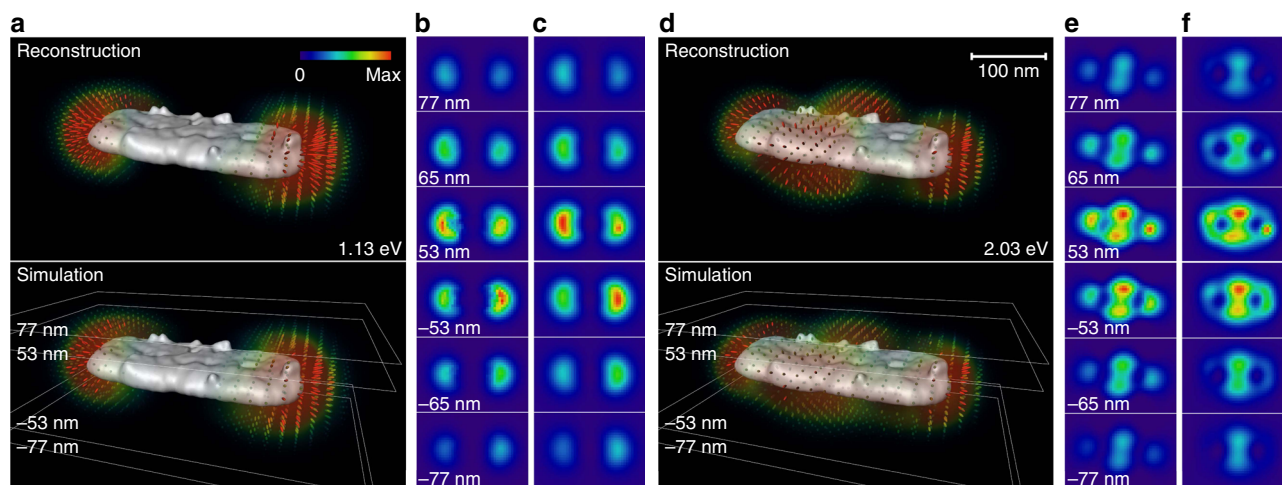 a
b
c
d
e
f
Reconstruction
0 Max
1.13 eV
Simulation
77 nm
53 nm
–53 nm
–77 nm
77 nm
65 nm
53 nm
–53 nm
–65 nm
–77 nm
Reconstruction
100 nm
2.03 eV
Simulation
77 nm
53 nm
–53 nm
–77 nm
77 nm
65 nm
53 nm
–53 nm
–65 nm
–77 nm